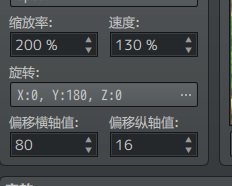 缩放率: 速度:
200 % 130 %
旋转:
X:0, Y:180, Z:0 ···
偏移横轴值: 偏移纵轴值:
80 16